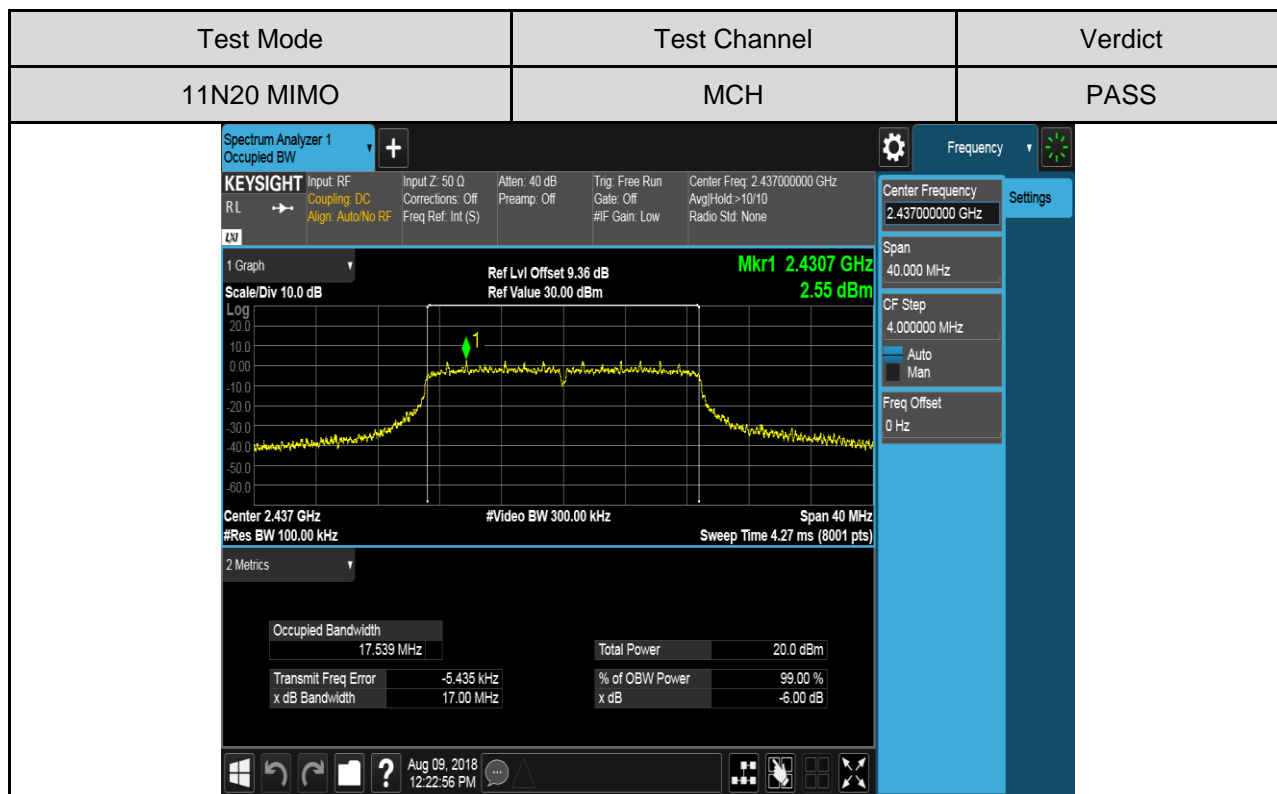 Test Mode Test Channel Verdict
11N20 MIMO MCH PASS
Spectrum Analyzer 1
Occupied BW
Frequency
KEYSIGHT Input: RF Input Z: 50 Ω Atten: 40 dB Trig: Free Run Center Freq: 2.437000000 GHz
RL Coupling: DC Corrections: Off Preamp: Off Gate: Off Avg|Hold:>10/10
Align: Auto/No RF Freq Ref: Int (S) #IF Gain: Low Radio Std: None
LXI
Center Frequency
2.437000000 GHz
Settings
Span
40.000 MHz
CF Step
4.000000 MHz
Auto
Man
Freq Offset
0 Hz
1 Graph Ref Lvl Offset 9.36 dB Mkr1 2.4307 GHz
Scale/Div 10.0 dB Ref Value 30.00 dBm 2.55 dBm
Log
20.0
10.0
0.00
-10.0
-20.0
-30.0
-40.0
-50.0
-60.0
1
Center 2.437 GHz #Video BW 300.00 kHz Span 40 MHz
#Res BW 100.00 kHz Sweep Time 4.27 ms (8001 pts)
2 Metrics
Occupied Bandwidth
17.539 MHz Total Power 20.0 dBm
Transmit Freq Error -5.435 kHz % of OBW Power 99.00 %
x dB Bandwidth 17.00 MHz x dB -6.00 dB
Aug 09, 2018
12:22:56 PM